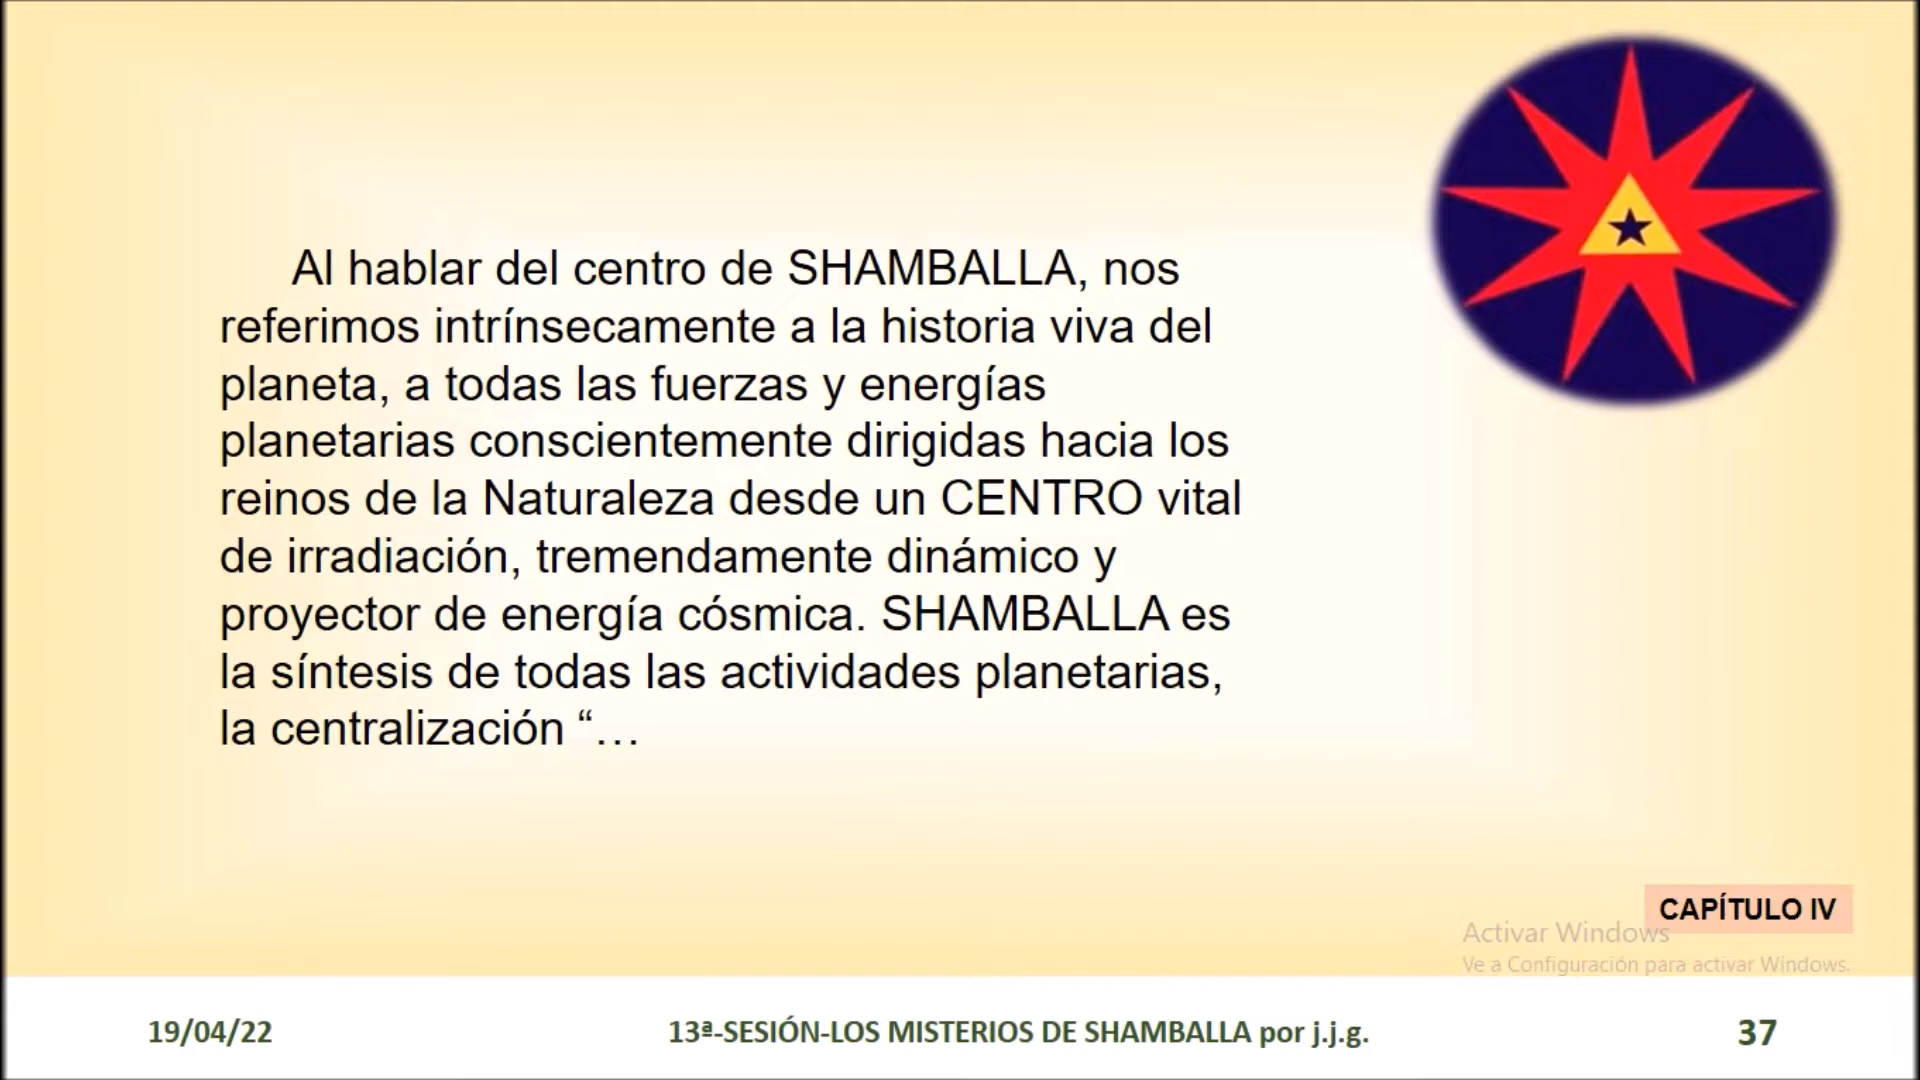 Al hablar del centro de SHAMBALLA, nos
referimos intrínsecamente a la historia viva del
planeta, a todas las fuerzas y energías
planetarias conscientemente dirigidas hacia los
reinos de la Naturaleza desde un CENTRO vital
de irradiación, tremendamente dinámico y
proyector de energía cósmica. SHAMBALLA es
la síntesis de todas las actividades planetarias,
la centralización “…
CAPÍTULO IV
Activar Windows
Ve a Configuración para activar Windows.
19/04/22
13ª-SESIÓN-LOS MISTERIOS DE SHAMBALLA por j.j.g.
37